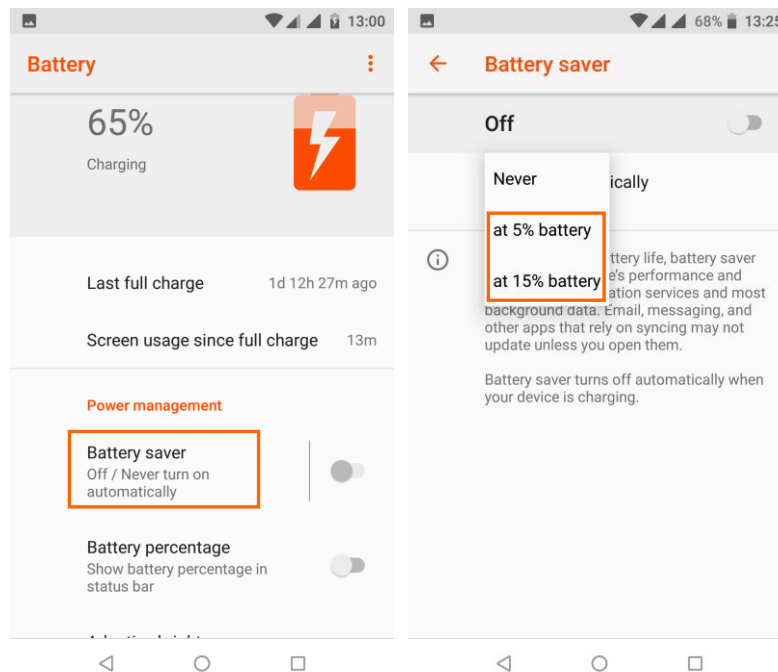 13:00
Battery
65%
Charging
Last full charge 1d 12h 27m ago
Screen usage since full charge 13m
Power management
Battery saver
Off / Never turn on
automatically
Battery percentage
Show battery percentage in
status bar
68% 13:25
Battery saver
Off
Never
ically
at 5% battery
ttery life, battery saver
at 15% battery
e's performance and
ation services and most
background data. Email, messaging, and
other apps that rely on syncing may not
update unless you open them.
Battery saver turns off automatically when
your device is charging.